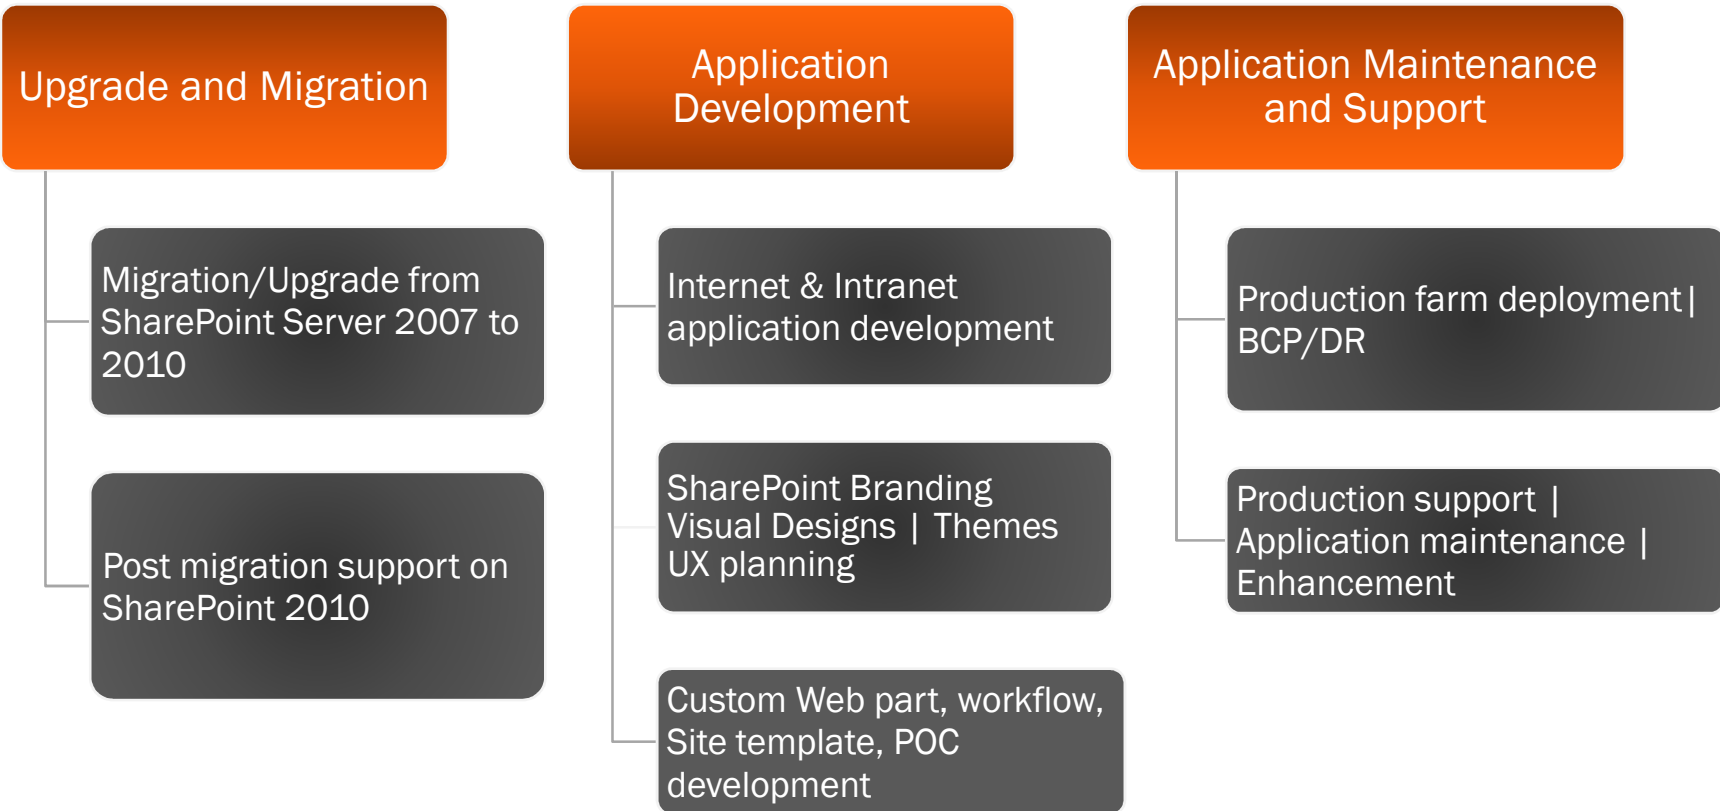 Upgrade and Migration
Migration/Upgrade from
SharePoint Server 2007 to
2010
Post migration support on
SharePoint 2010
Application
Development
Internet & Intranet
application development
SharePoint Branding
Visual Designs | Themes
UX planning
Custom Web part, workflow,
Site template, POC
development
Application Maintenance
and Support
Production farm deployment|
BCP/DR
Production support |
Application maintenance |
Enhancement